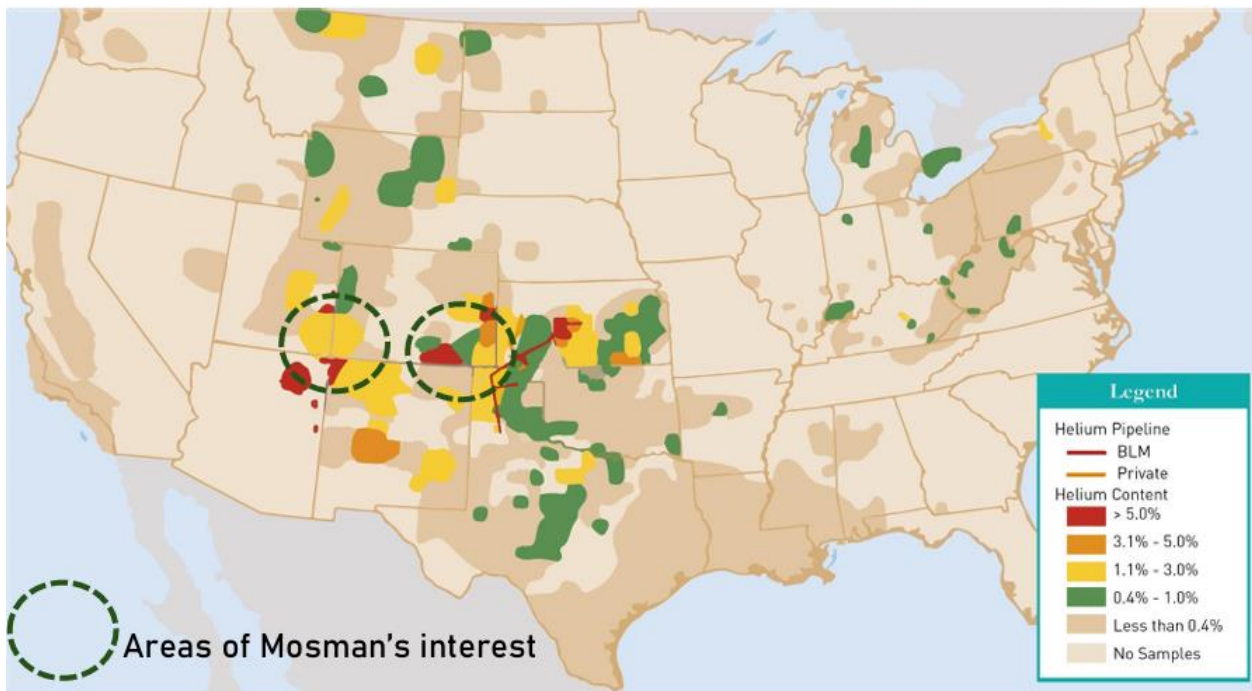 Legend
Helium Pipeline
BLM
Private
Helium Content
> 5.0%
3.1% - 5.0%
1.1% - 3.0%
0.4% - 1.0%
Less than 0.4%
No Samples
Areas of Mosman's interest